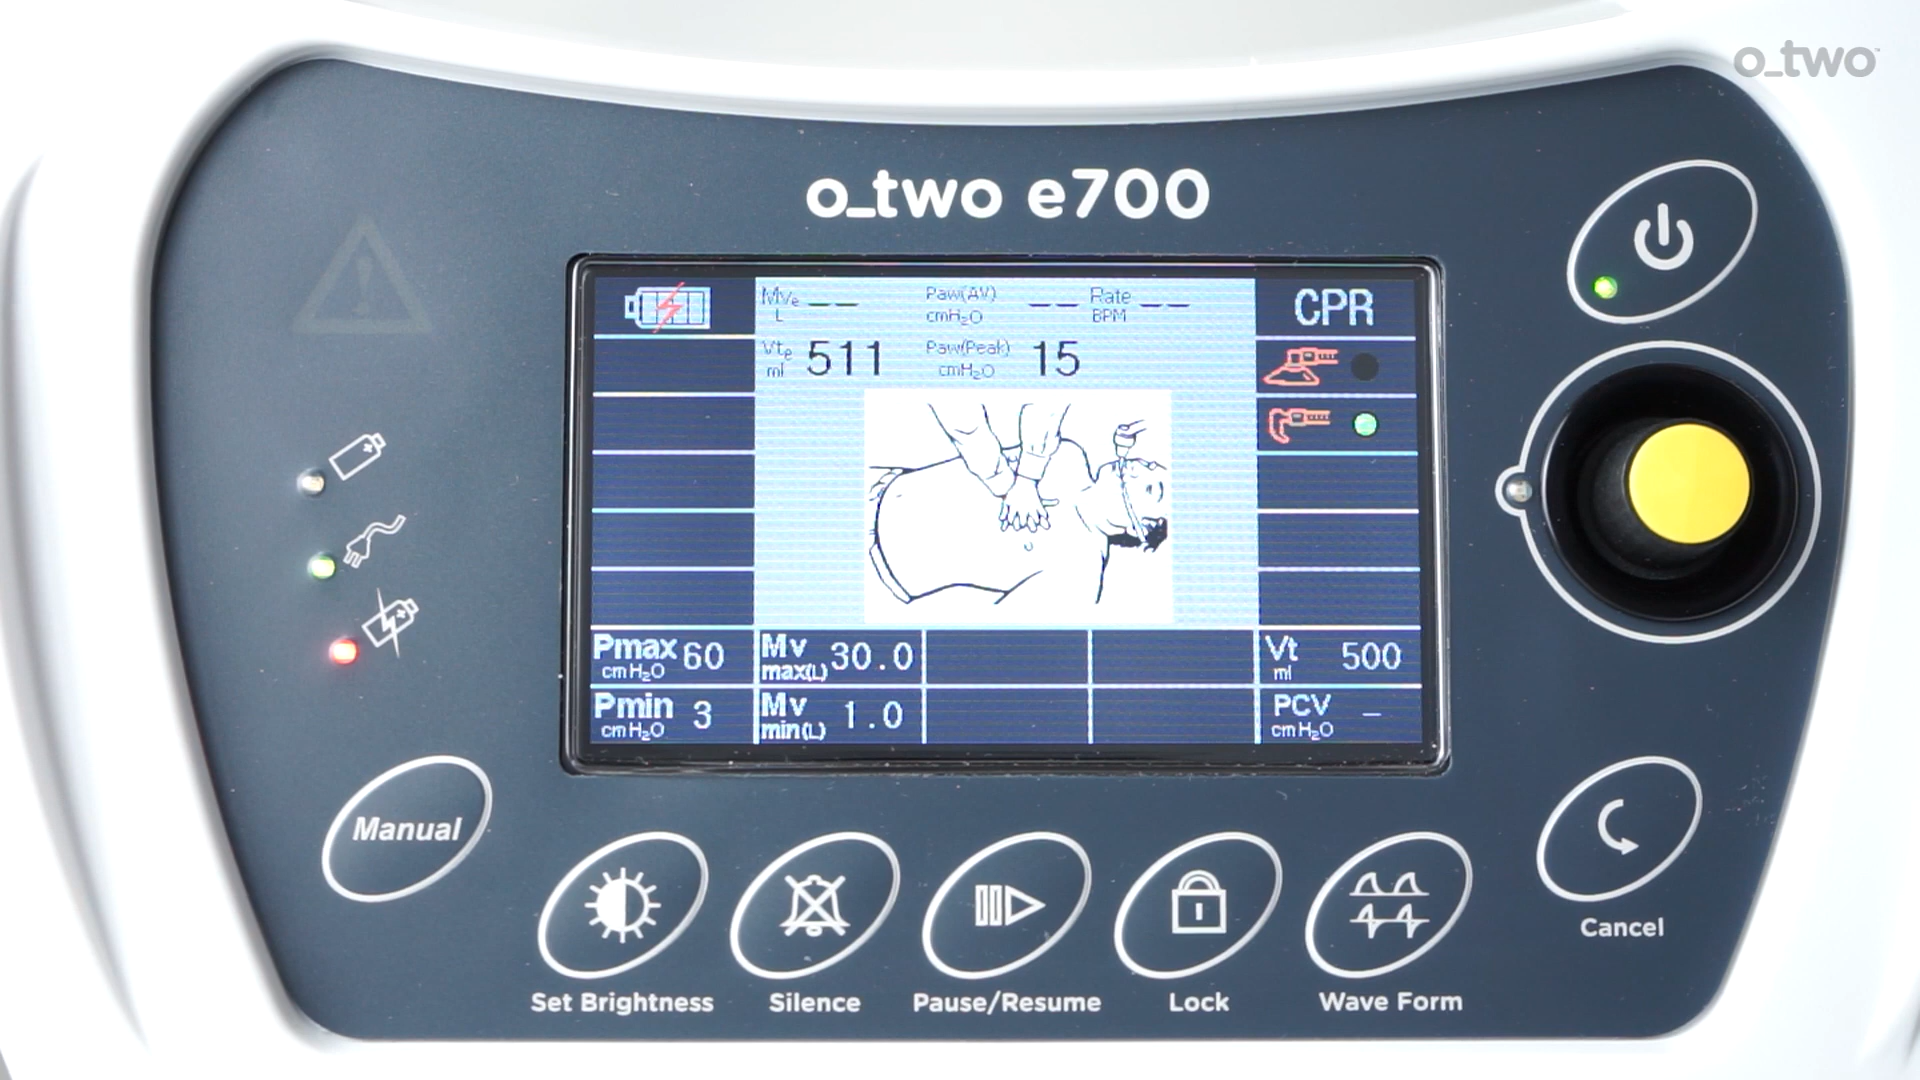 o_two™
o_two e700
Mve -- L
Paw(AV) cmH2O --
Rate BPM --
CPR
Vte ml 511
Paw(Peak) cmH2O 15
Pmax cmH2O 60
Mv max(L) 30.0
Vt ml 500
Pmin cmH2O 3
Mv min(L) 1.0
PCV cmH2O –
Manual
Cancel
Set Brightness
Silence
Pause/Resume
Lock
Wave Form